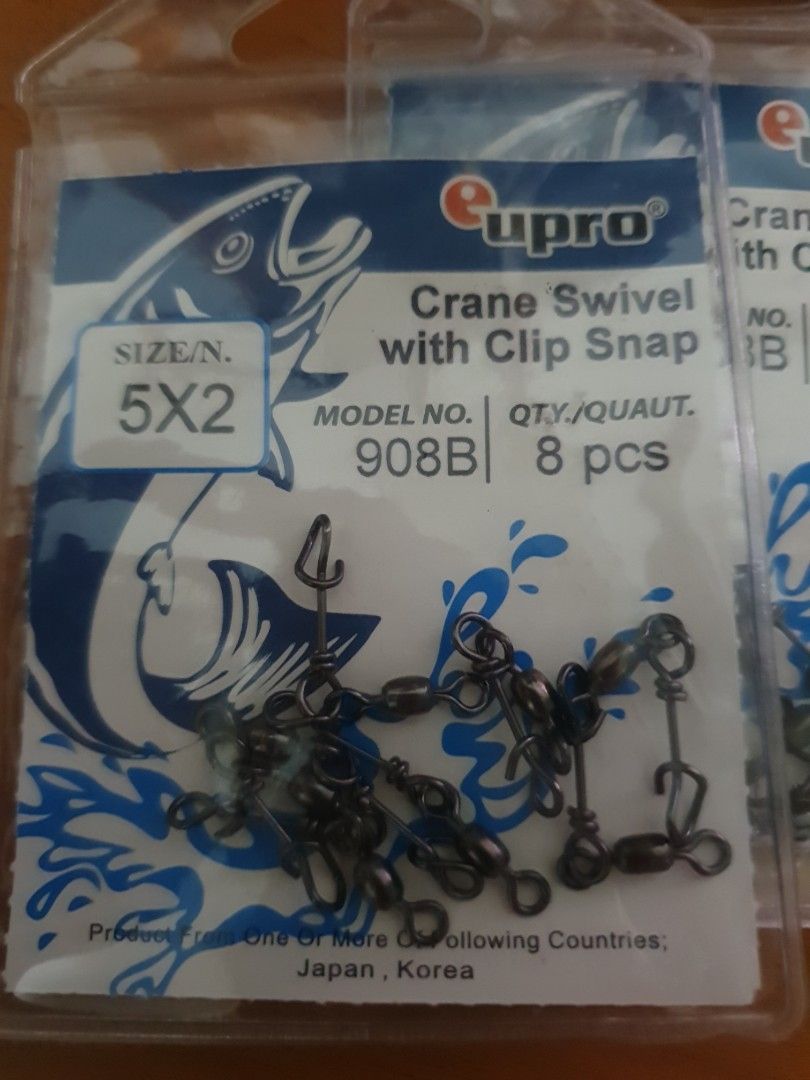 eupro®
Crane Swivel
with Clip Snap
SIZE/N.
5X2
MODEL NO.
908B
QTY./QUAUT.
8 pcs
Product From One Or More Of Following Countries;
Japan , Korea
NO.